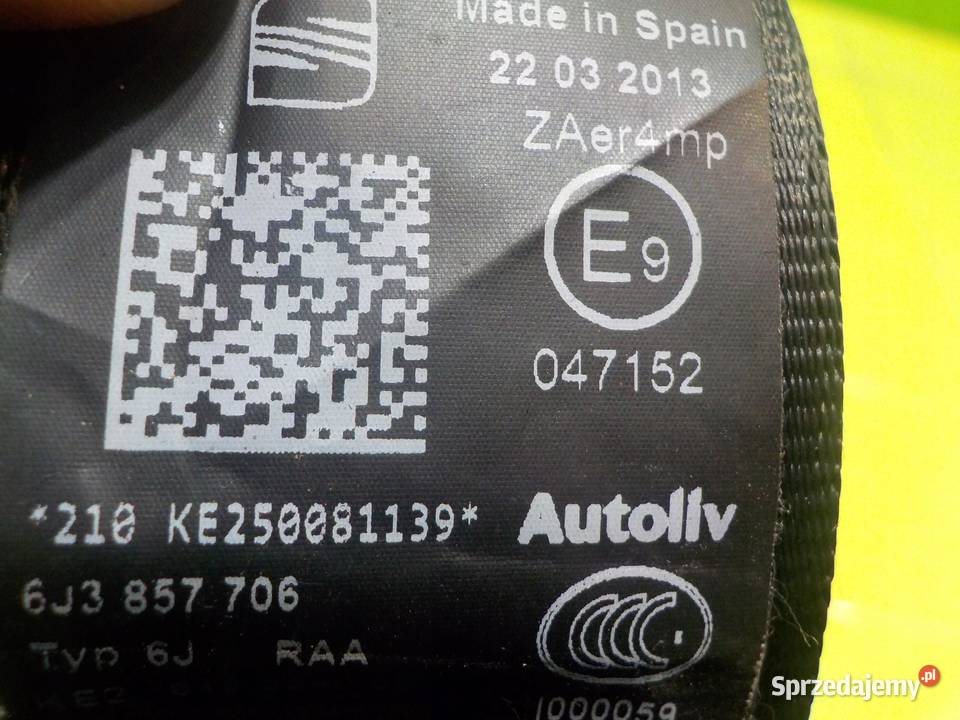 Made in Spain
22 03 2013
ZAer4mp
E9
047152
*210 KE250081139*
Autoliv
6J3 857 706
Typ 6J RAA
1000059
Sprzedajemy.pl